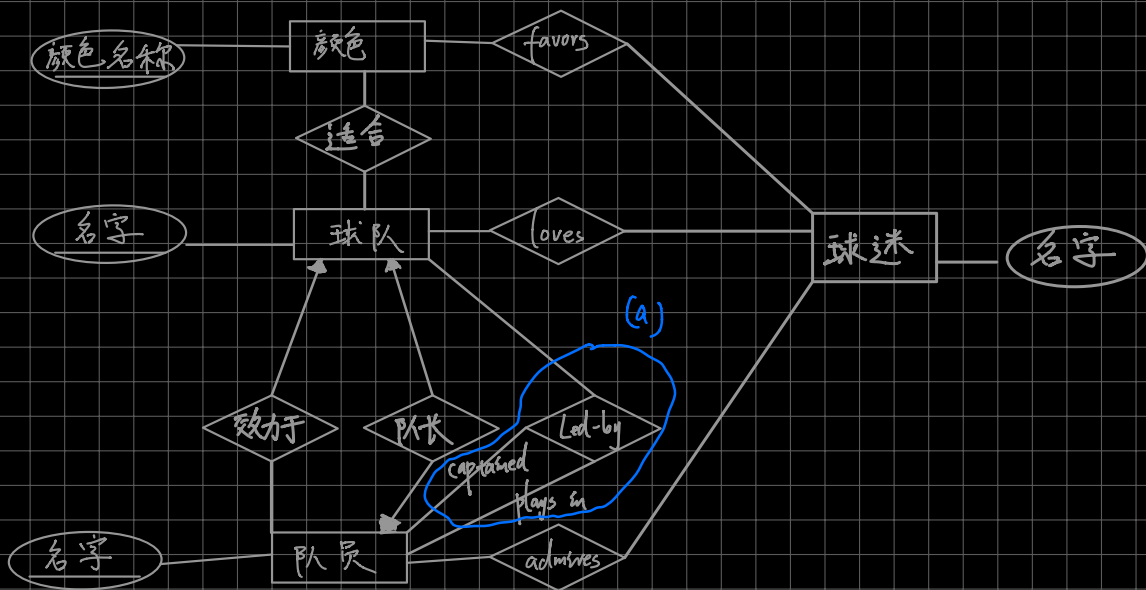 颜色名称
颜色
favors
适合
名字
球队
loves
球迷
名字
(a)
效力于
队长
Led-by
captained
plays in
名字
队员
admires